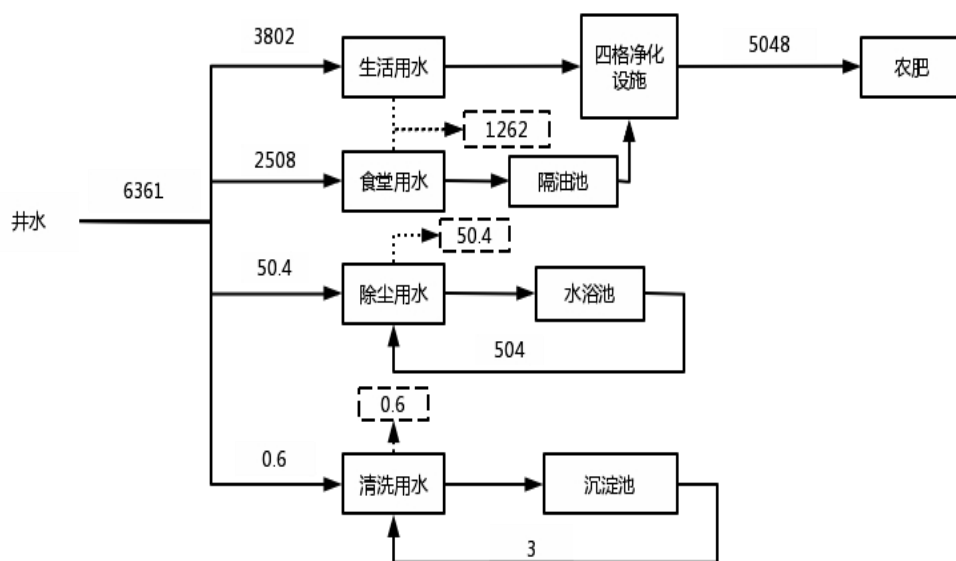 3802
生活用水
四格净化
设施
5048
农肥
1262
2508
食堂用水
隔油池
6361
井水
50.4
50.4
除尘用水
水浴池
504
0.6
0.6
清洗用水
沉淀池
3